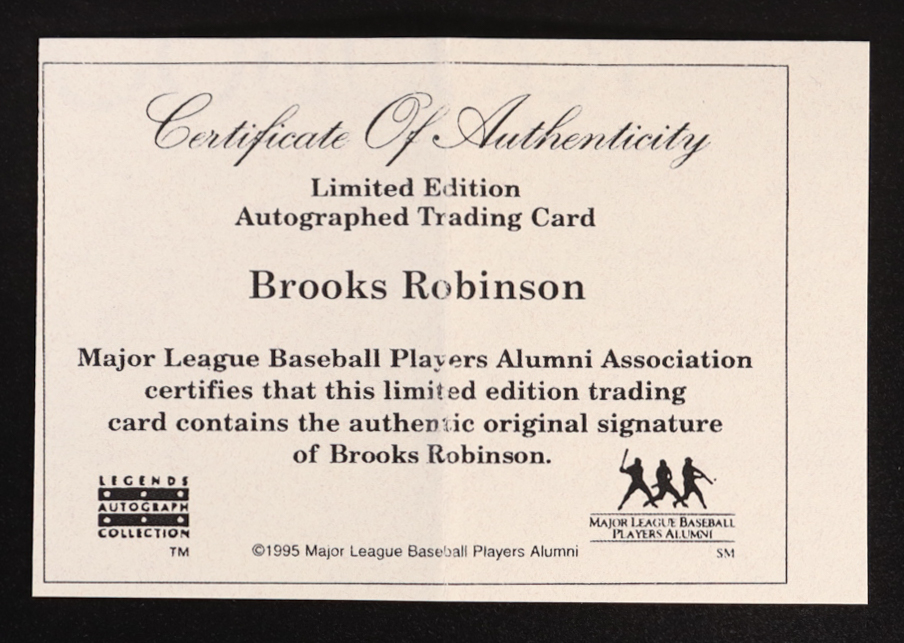 Certificate Of Authenticity
Limited Edition
Autographed Trading Card
Brooks Robinson
Major League Baseball Players Alumni Association
certifies that this limited edition trading
card contains the authentic original signature
of Brooks Robinson.
LEGENDS
AUTOGRAPH
COLLECTION
TM
©1995 Major League Baseball Players Alumni
MAJOR LEAGUE BASEBALL
PLAYERS ALUMNI
SM